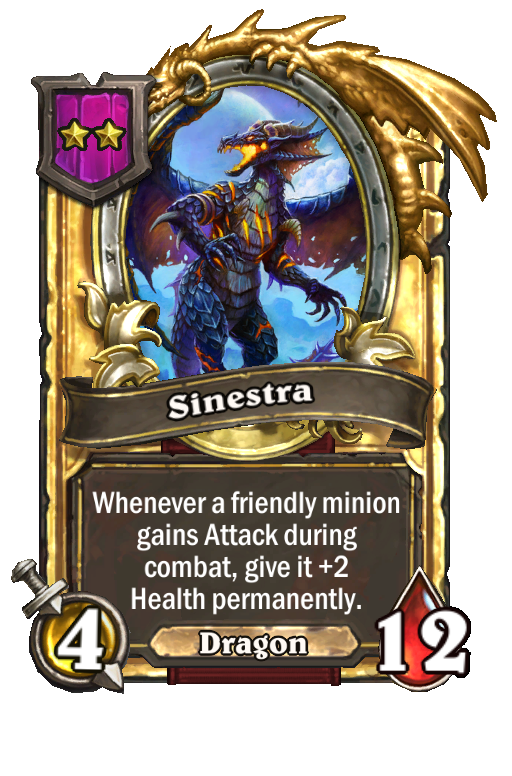 Sinestra
Whenever a friendly minion
gains Attack during
combat, give it +2
Health permanently.
4
Dragon
12